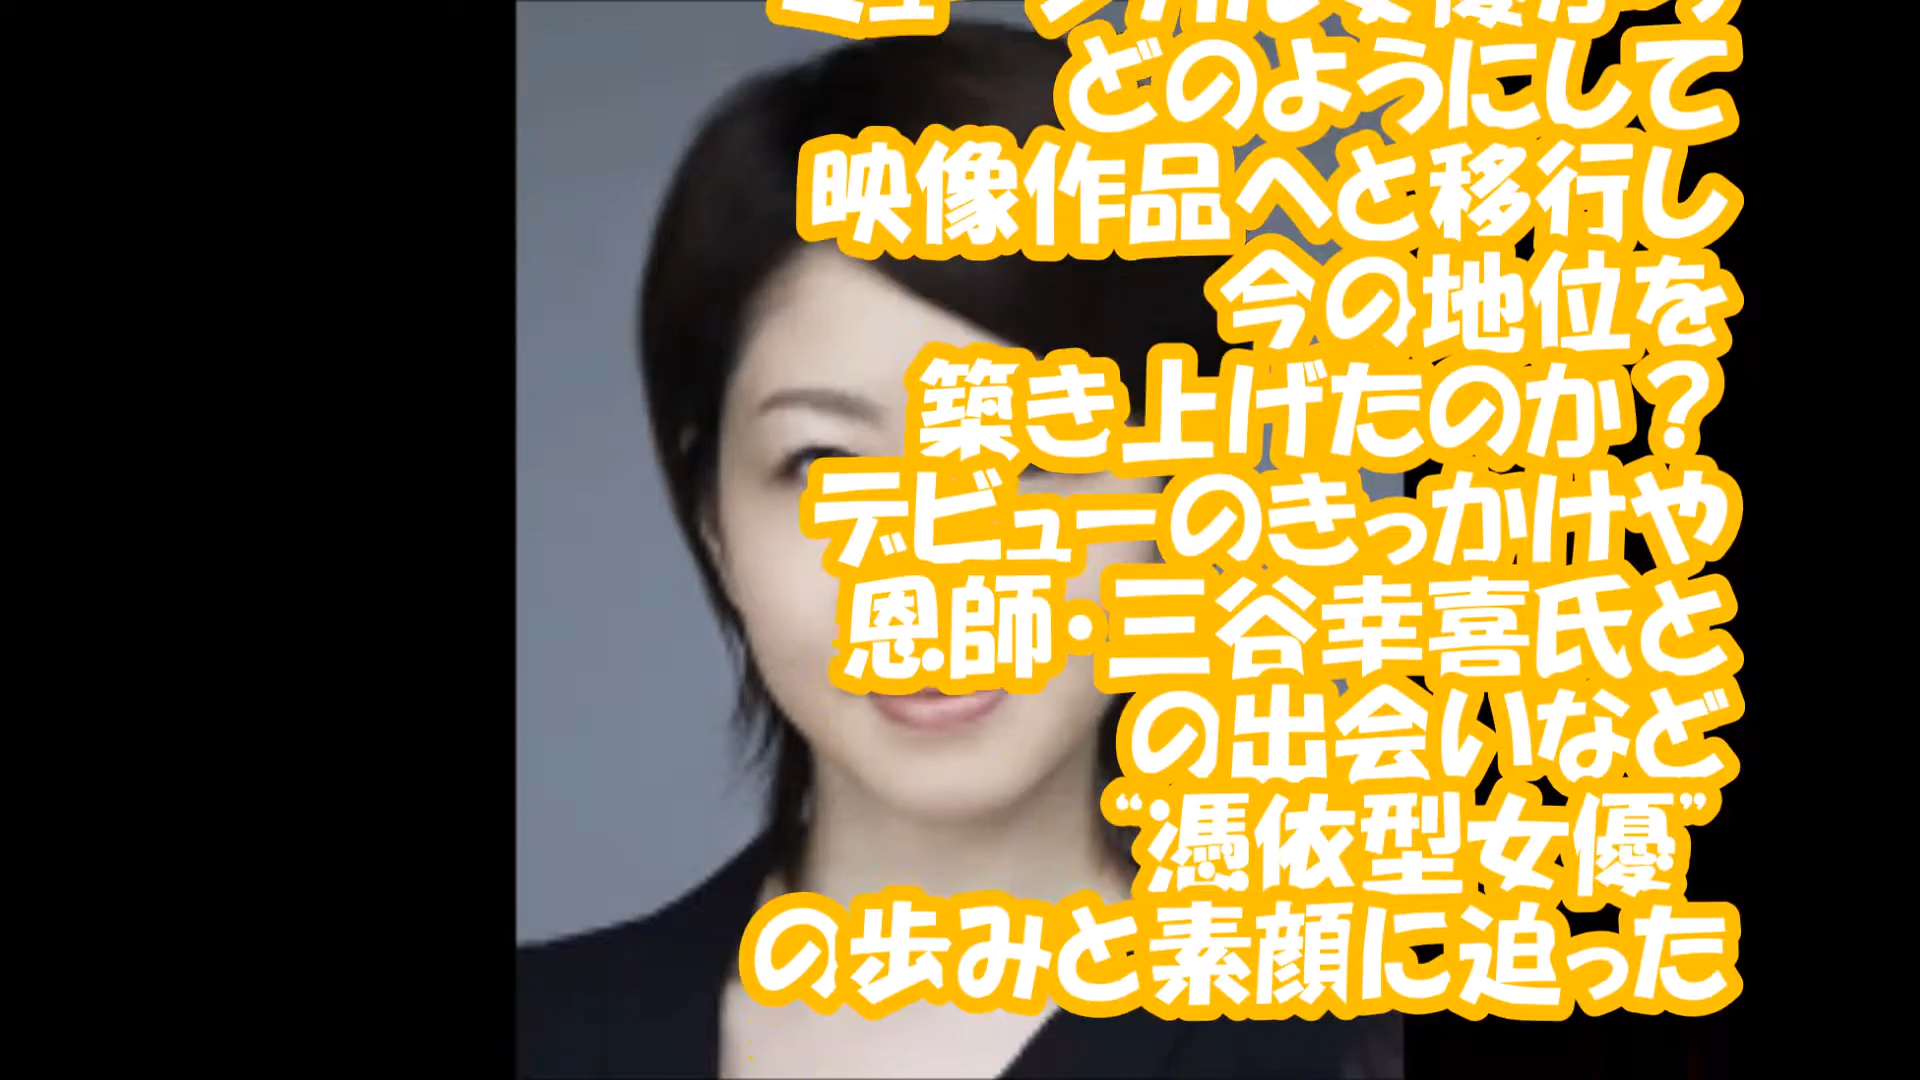 どのようにして
映像作品へと移行し
今の地位を
築き上げたのか？
デビューのきっかけや
恩師・三谷幸喜氏と
の出会いなど
“憑依型女優”
の歩みと素顔に迫った